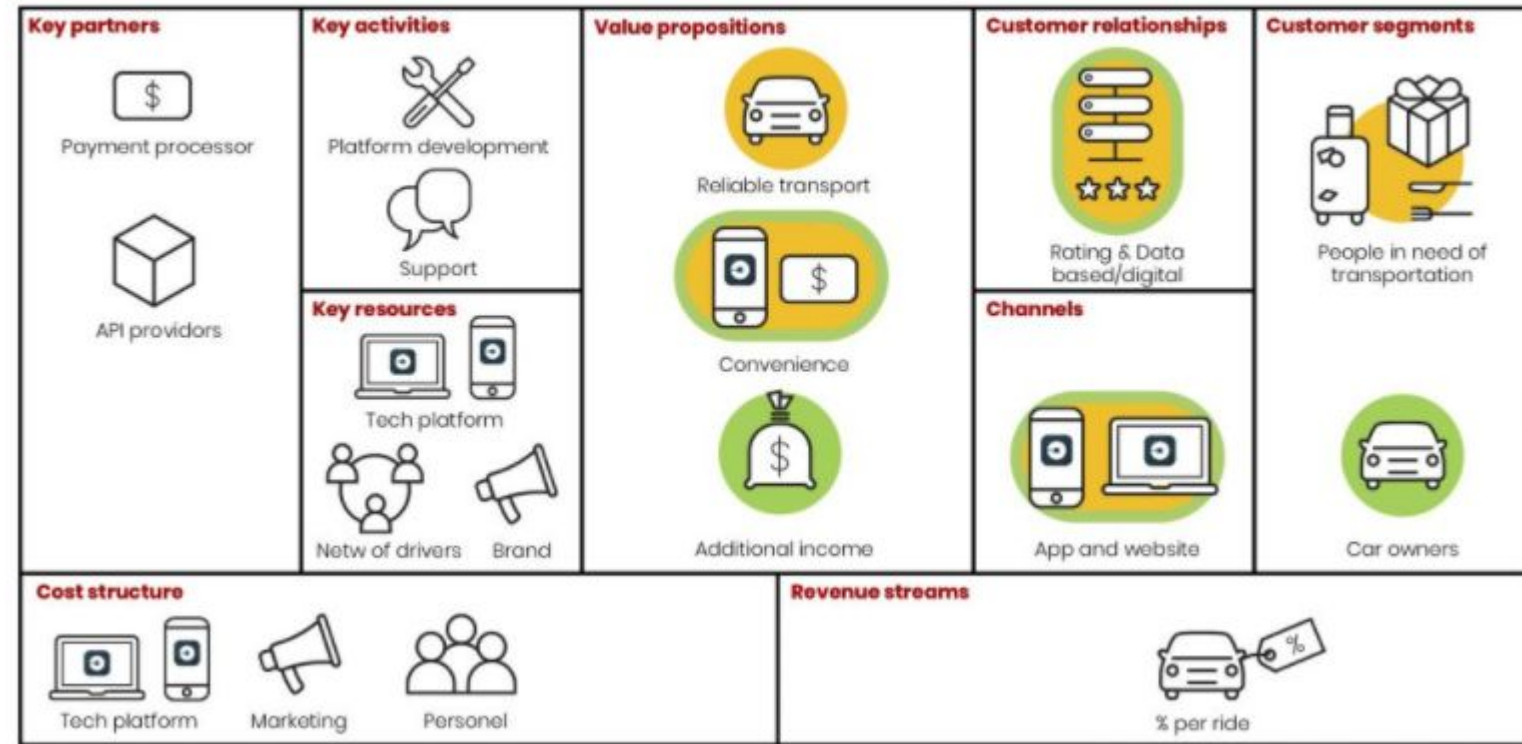 Key partners
$
Payment processor
API providors
Key activities
Platform development
Support
Key resources
Tech platform
Netw of drivers
Brand
Value propositions
Reliable transport
$
Convenience
$
Additional income
Customer relationships
Rating & Data
based/digital
Channels
App and website
Customer segments
People in need of
transportation
Car owners
Cost structure
Tech platform
Marketing
Personel
Revenue streams
%
% per ride